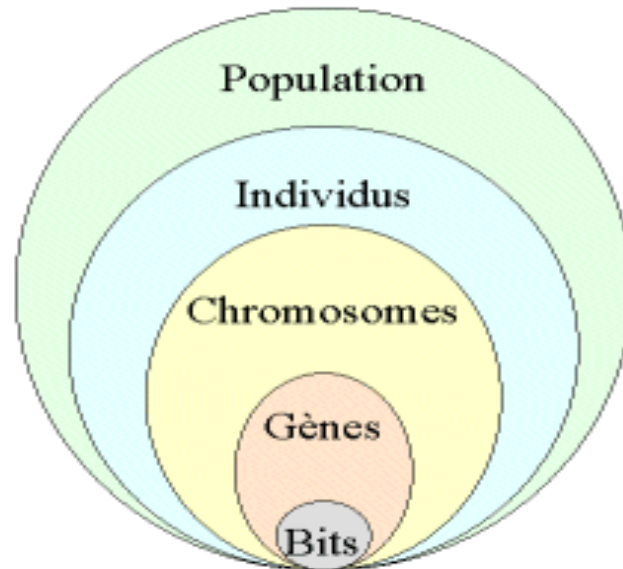 Population
Individus
Chromosomes
Gènes
Bits